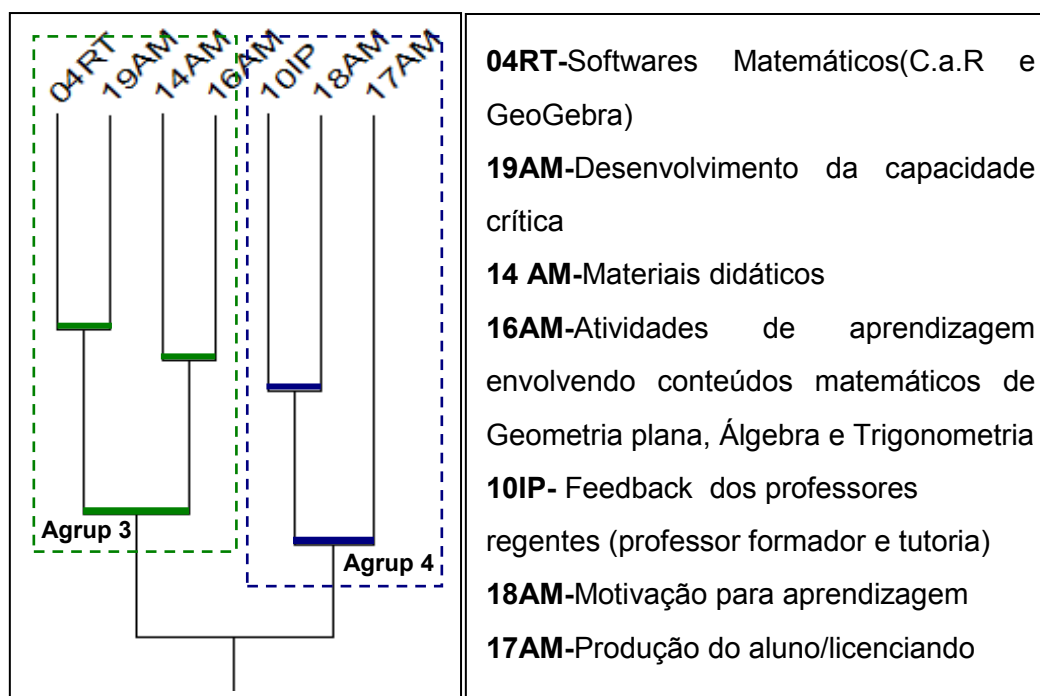 04RT
19AM
14AM
16AM
10IP
18AM
17AM
Agrup 3
Agrup 4
04RT-Softwares Matemáticos(C.a.R e
GeoGebra)
19AM-Desenvolvimento da capacidade
crítica
14 AM-Materiais didáticos
16AM-Atividades de aprendizagem
envolvendo conteúdos matemáticos de
Geometria plana, Álgebra e Trigonometria
10IP- Feedback dos professores
regentes (professor formador e tutoria)
18AM-Motivação para aprendizagem
17AM-Produção do aluno/licenciando